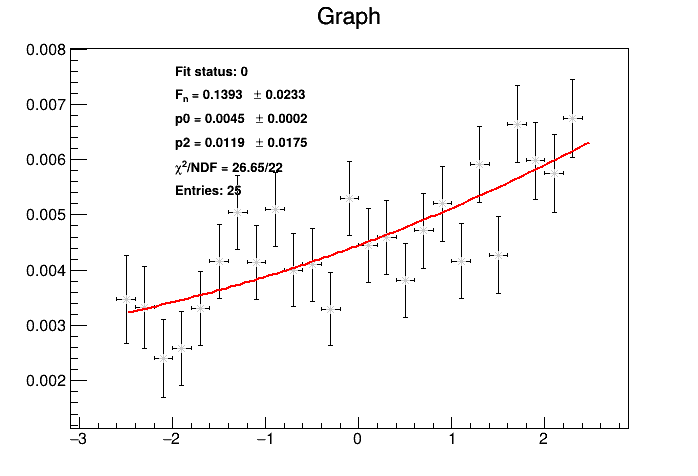 Graph
0.008
0.007
0.006
0.005
0.004
0.003
0.002
Fit status: 0
Fn = 0.1393 ± 0.0233
p0 = 0.0045 ± 0.0002
p2 = 0.0119 ± 0.0175
χ²/NDF = 26.65/22
Entries: 25
−3 −2 −1 0 1 2